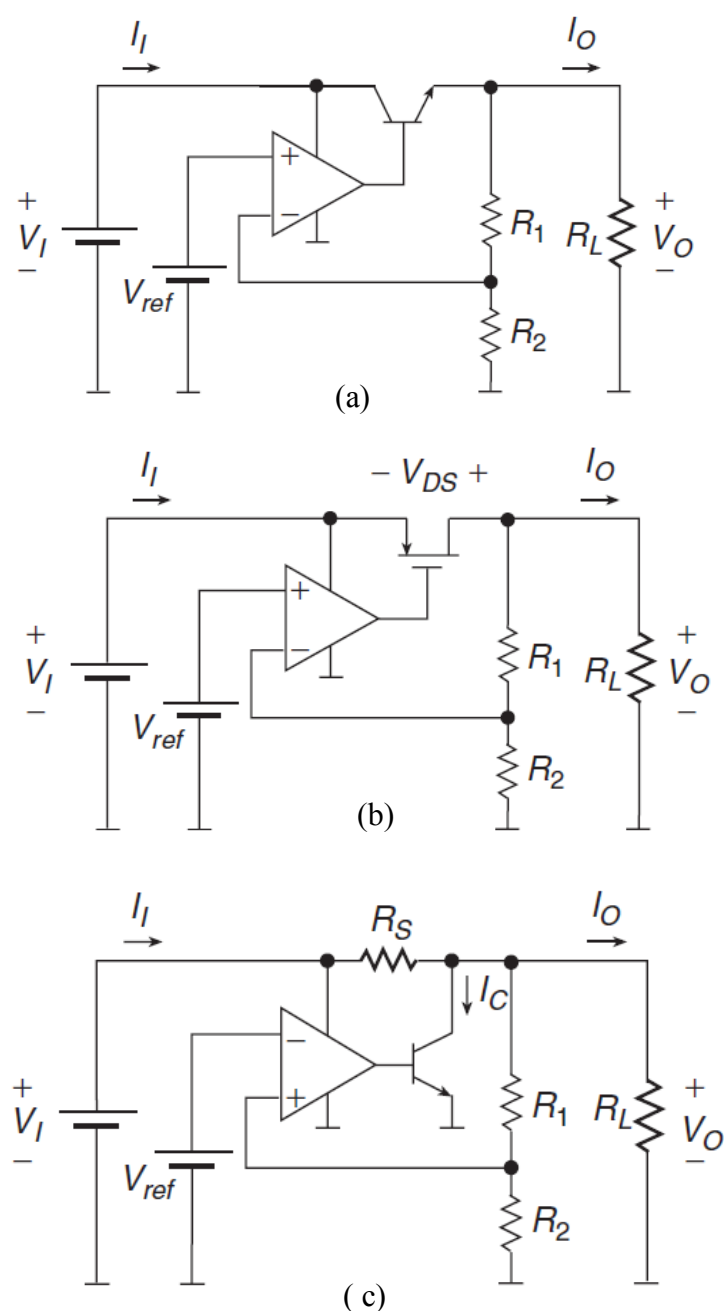 I_I I_O
+
−
+ V_I −
V_ref
R_1
R_2
R_L
+ V_O −
(a)
I_I − V_DS + I_O
+
−
+ V_I −
V_ref
R_1
R_2
R_L
+ V_O −
(b)
I_I R_S I_O
I_C
−
+
+ V_I −
V_ref
R_1
R_2
R_L
+ V_O −
( c)